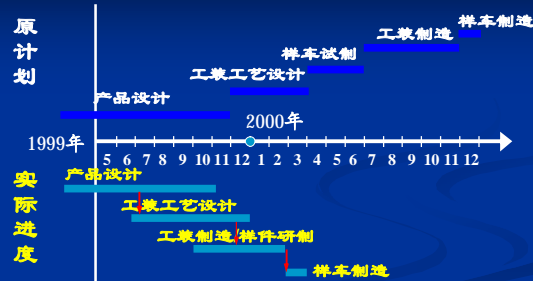 原计划
样车制造
工装制造
样车试制
工装工艺设计
产品设计
2000年
1999年
5 6 7 8 9 10 11 12 1 2 3 4 5 6 7 8 9 10 11 12
实际进度
产品设计
工装工艺设计
工装制造 样件研制
样车制造